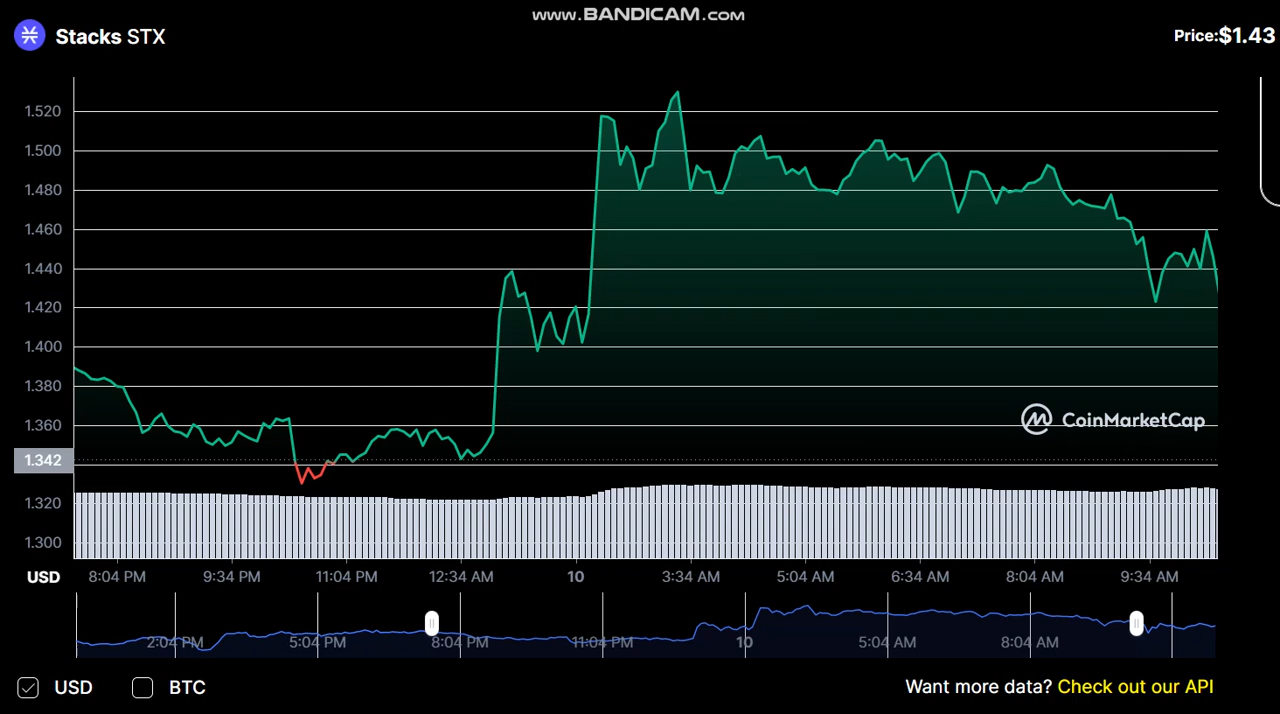 www.BANDICAM.com
Stacks STX
Price:$1.43
1.520
1.500
1.480
1.460
1.440
1.420
1.400
1.380
1.360
1.342
1.320
1.300
CoinMarketCap
USD 8:04 PM 9:34 PM 11:04 PM 12:34 AM 10 3:34 AM 5:04 AM 6:34 AM 8:04 AM 9:34 AM
2:04 PM 5:04 PM 8:04 PM 11:04 PM 10 5:04 AM 8:04 AM
USD BTC
Want more data? Check out our API